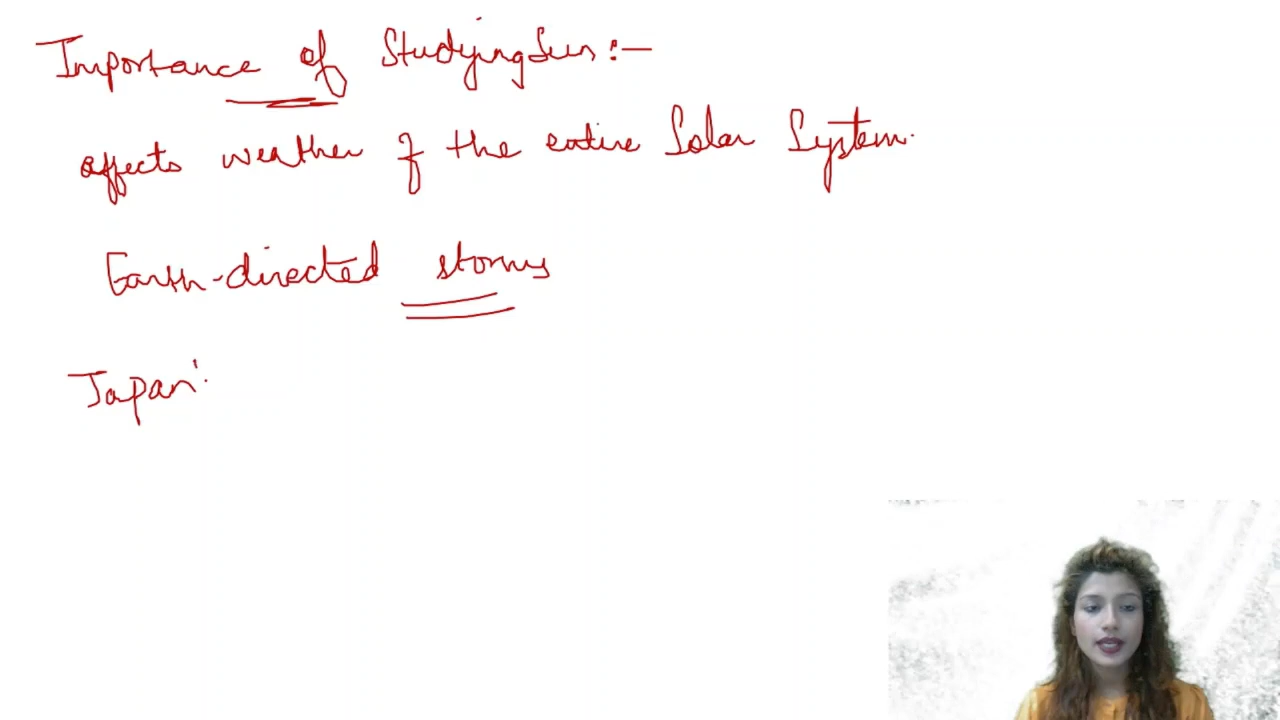 Importance of Studying Sun :-
affects weather of the entire Solar System.
Earth-directed storms
Japan: